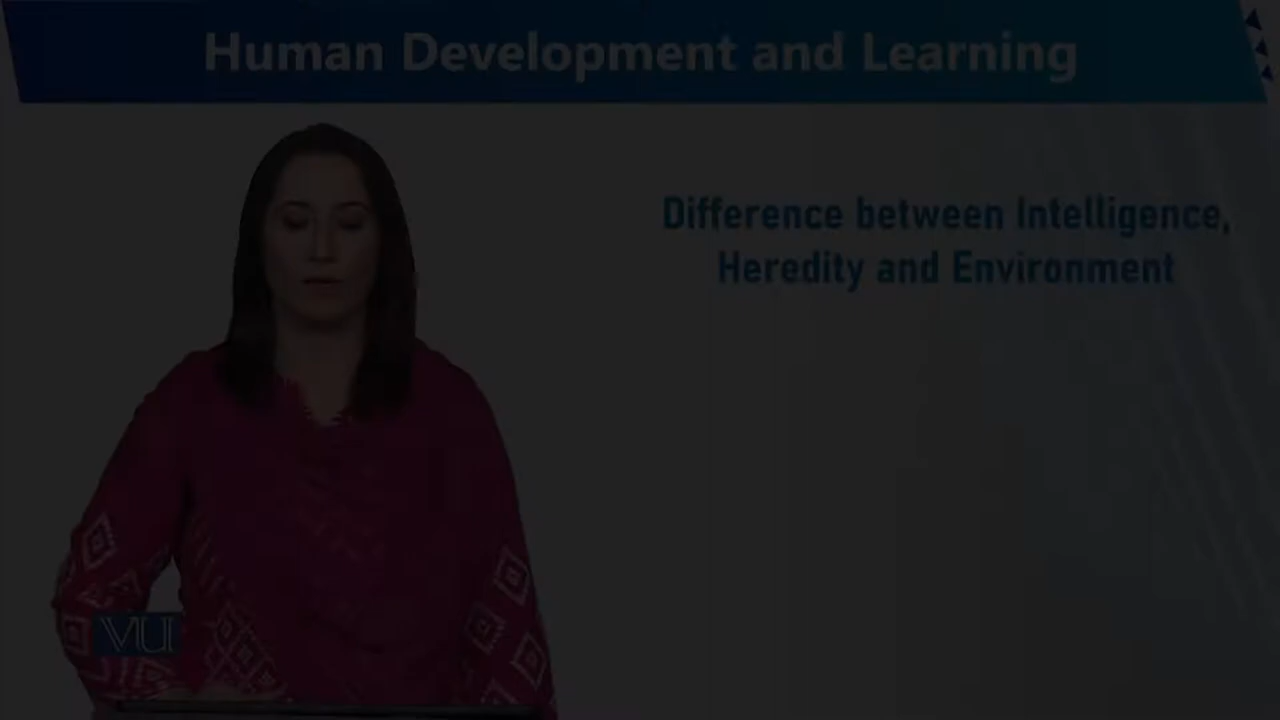 Human Development and Learning
Difference between Intelligence,
Heredity and Environment
VU